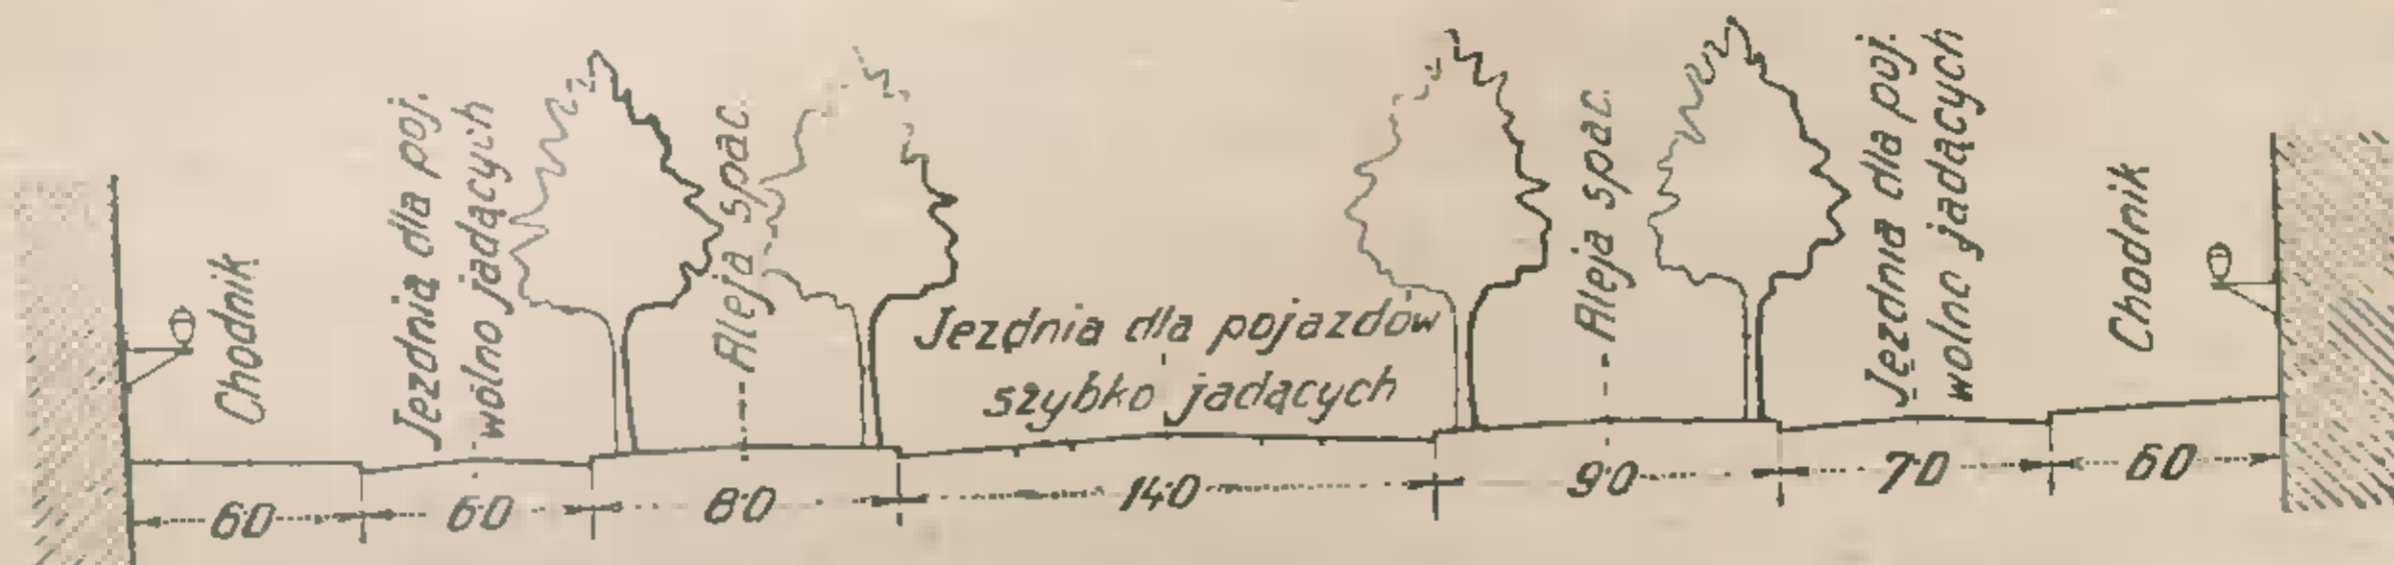 Chodnik
Jezdnia dla poj.
wolno jadących
Aleja spac.
Jezdnia dla pojazdów
szybko jadących
Aleja spac.
Jezdnia dla poj.
wolno jadących
Chodnik
6·0 6·0 8·0 14·0 9·0 7·0 6·0